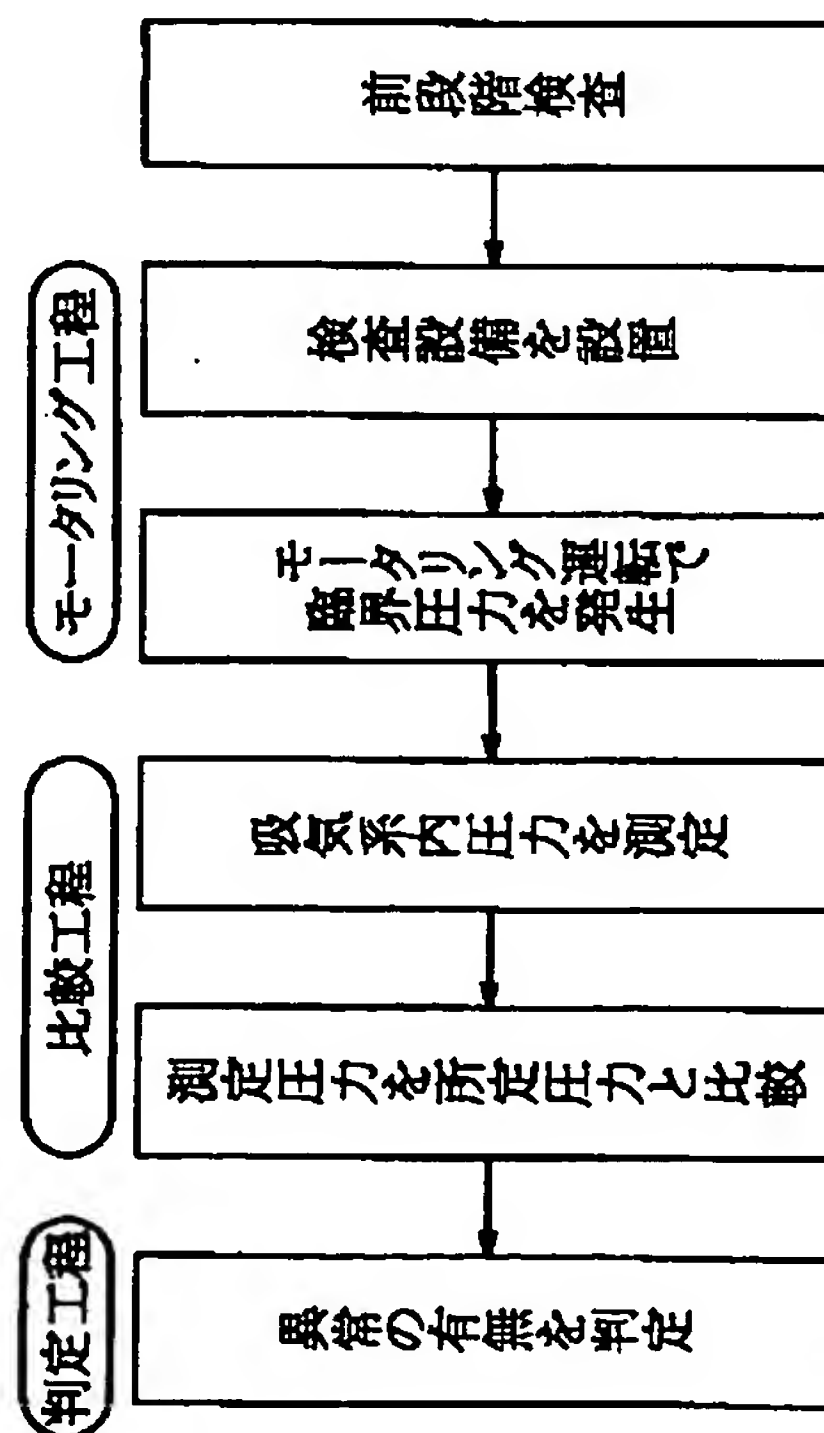 前段階検査
モータリング工程
検査設備を設置
モータリング運転で
臨界圧力を発生
比較工程
吸気系内圧力を測定
測定圧力を所定圧力と比較
判定工程
異常の有無を判定